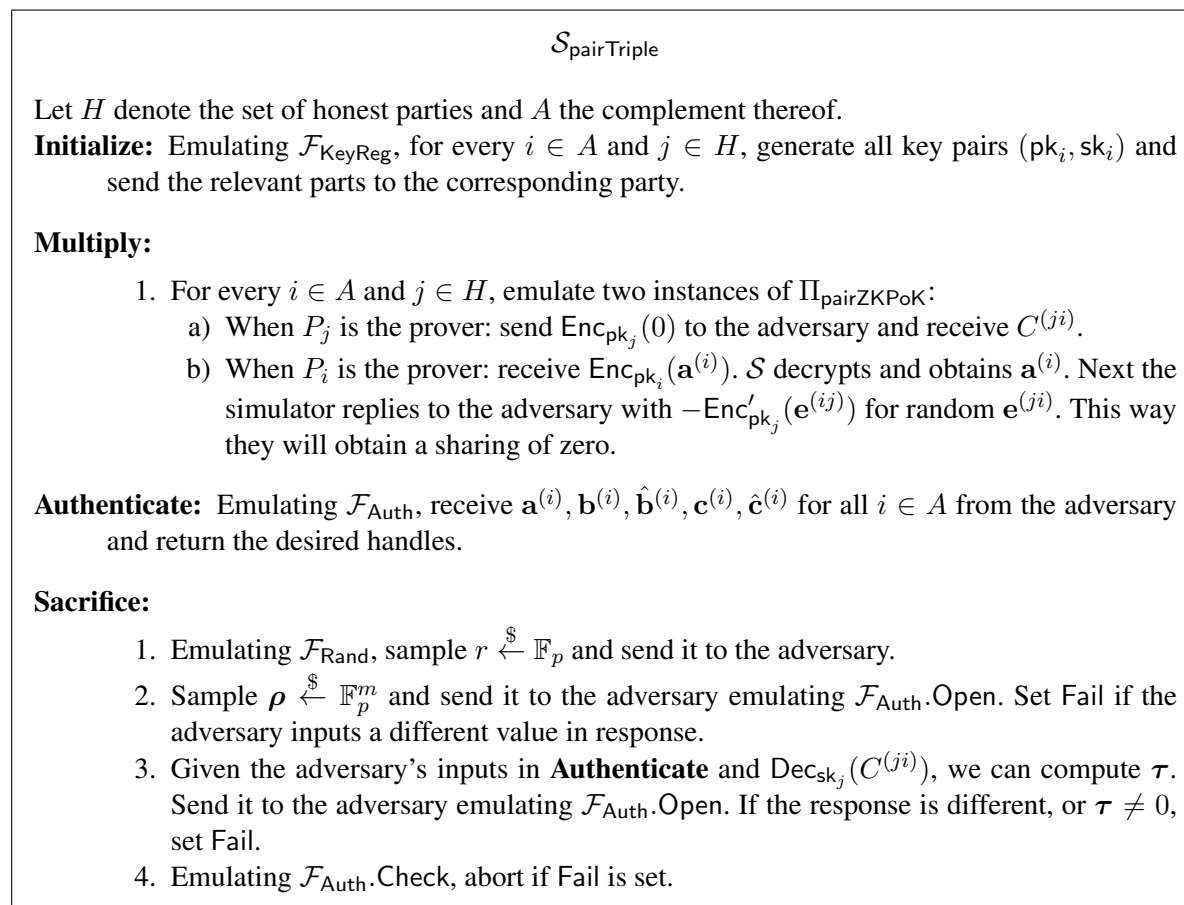 𝒮_pairTriple
Let H denote the set of honest parties and A the complement thereof.
Initialize: Emulating ℱ_KeyReg, for every i ∈ A and j ∈ H, generate all key pairs (pk_i, sk_i) and
send the relevant parts to the corresponding party.
Multiply:
1. For every i ∈ A and j ∈ H, emulate two instances of Π_pairZKPoK:
a) When P_j is the prover: send Enc_{pk_j}(0) to the adversary and receive C^{(ji)}.
b) When P_i is the prover: receive Enc_{pk_i}(a^{(i)}). 𝒮 decrypts and obtains a^{(i)}. Next the
simulator replies to the adversary with −Enc′_{pk_j}(e^{(ij)}) for random e^{(ji)}. This way
they will obtain a sharing of zero.
Authenticate: Emulating ℱ_Auth, receive a^{(i)}, b^{(i)}, b̂^{(i)}, c^{(i)}, ĉ^{(i)} for all i ∈ A from the adversary
and return the desired handles.
Sacrifice:
1. Emulating ℱ_Rand, sample r ←$ 𝔽_p and send it to the adversary.
2. Sample ρ ←$ 𝔽_p^m and send it to the adversary emulating ℱ_Auth.Open. Set Fail if the
adversary inputs a different value in response.
3. Given the adversary's inputs in Authenticate and Dec_{sk_j}(C^{(ji)}), we can compute τ.
Send it to the adversary emulating ℱ_Auth.Open. If the response is different, or τ ≠ 0,
set Fail.
4. Emulating ℱ_Auth.Check, abort if Fail is set.